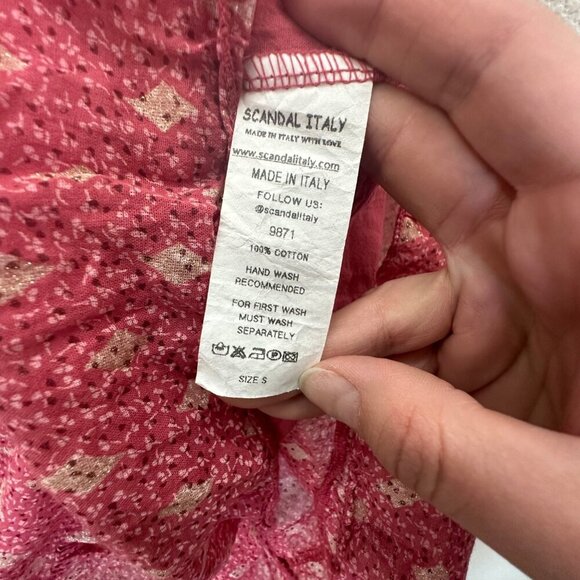 SCANDAL ITALY
MADE IN ITALY WITH LOVE
www.scandalitaly.com
MADE IN ITALY
FOLLOW US:
@scandalitaly
9871
100% COTTON
HAND WASH
RECOMMENDED
FOR FIRST WASH
MUST WASH
SEPARATELY
SIZE S